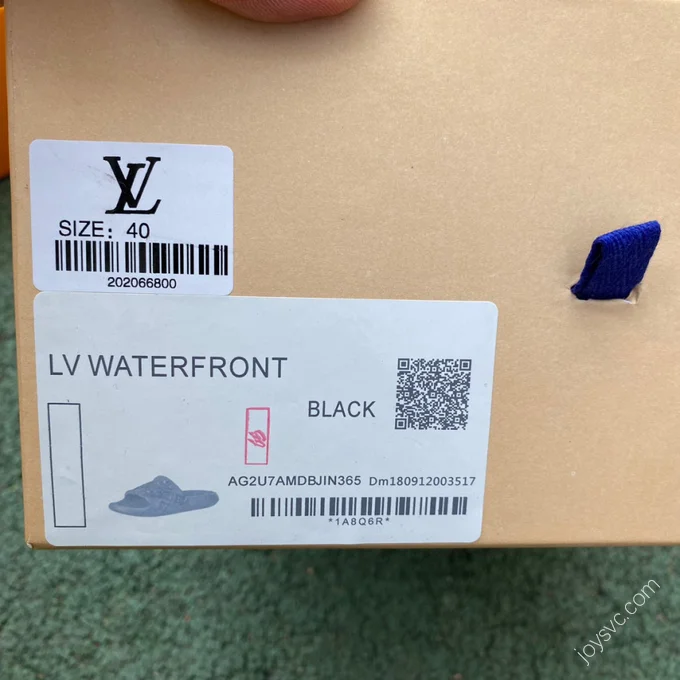 LV
SIZE: 40
202066800
LV WATERFRONT
BLACK
AG2U7AMDBJIN365 Dm180912003517
*1A8Q6R*
joysvc.com